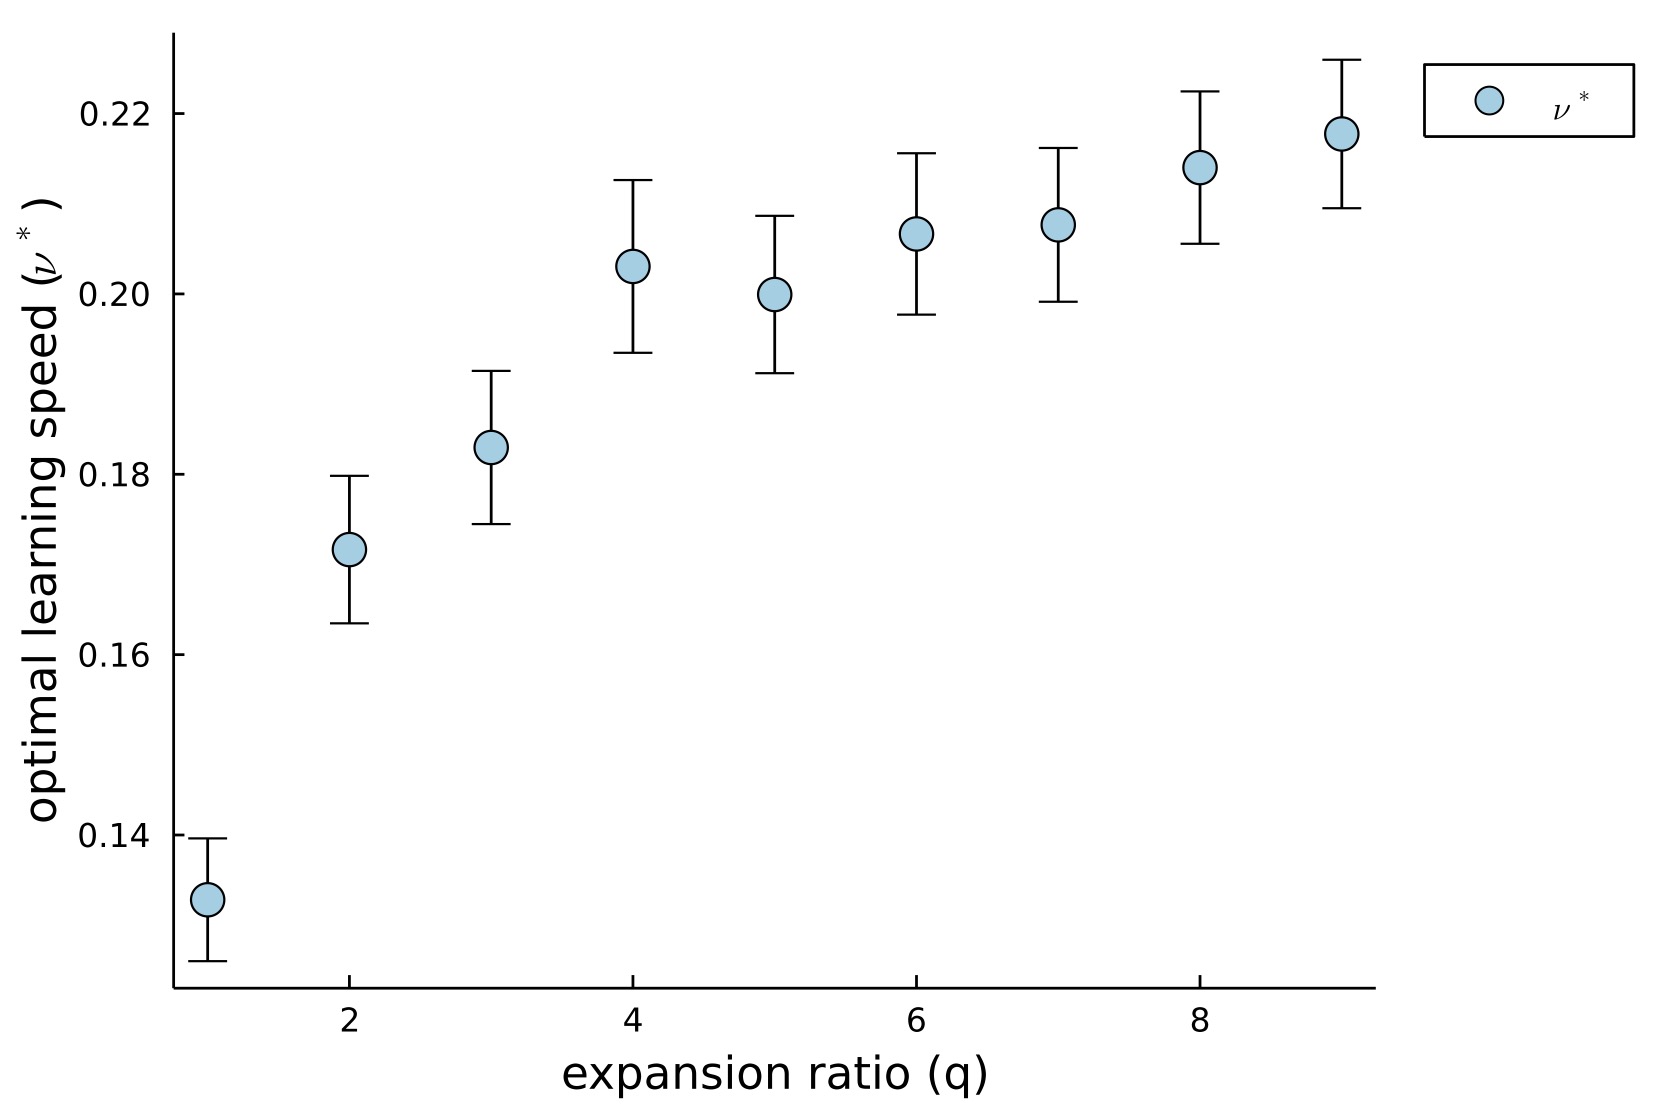 0.22
0.20
0.18
0.16
0.14
optimal learning speed (ν*)
2 4 6 8
expansion ratio (q)
ν*